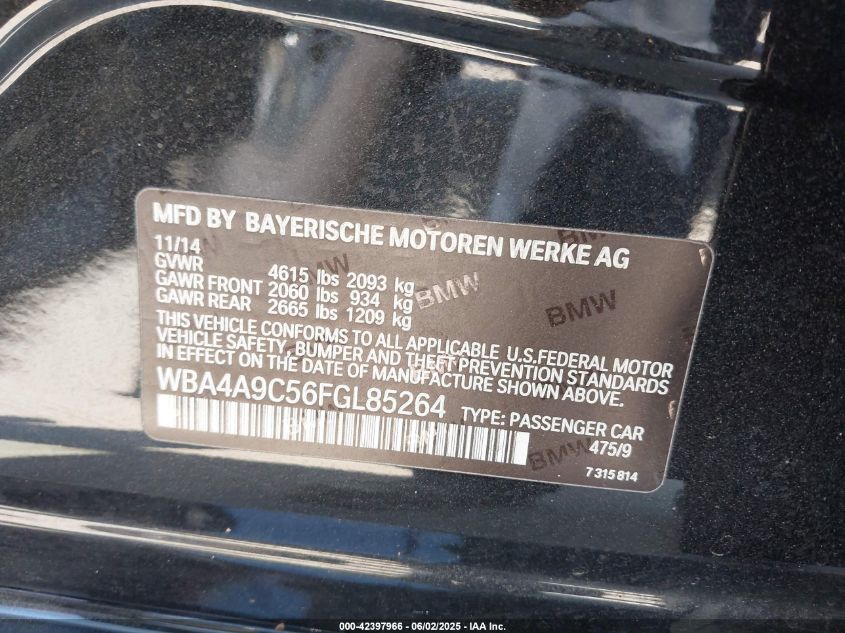 MFD BY BAYERISCHE MOTOREN WERKE AG
11/14
GVWR 4615 lbs 2093 kg
GAWR FRONT 2060 lbs 934 kg
GAWR REAR 2665 lbs 1209 kg
THIS VEHICLE CONFORMS TO ALL APPLICABLE U.S.FEDERAL MOTOR
VEHICLE SAFETY, BUMPER AND THEFT PREVENTION STANDARDS
IN EFFECT ON THE DATE OF MANUFACTURE SHOWN ABOVE.
WBA4A9C56FGL85264 TYPE: PASSENGER CAR
475/9
7 315 814
BMW
BMW
BMW
BMW
000-42397966 - 06/02/2025 - IAA Inc.